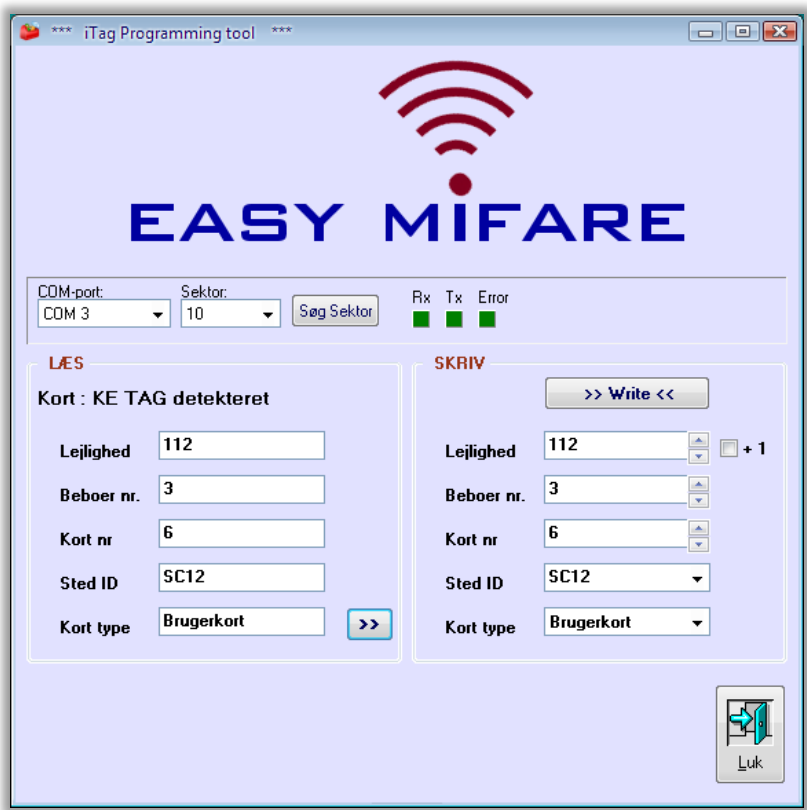 *** iTag Programming tool ***
EASY MIFARE
COM-port: Sektor:
COM 3 10 Søg Sektor Rx Tx Error
LÆS
Kort : KE TAG detekteret
Lejlighed 112
Beboer nr. 3
Kort nr 6
Sted ID SC12
Kort type Brugerkort >>
SKRIV
>> Write <<
Lejlighed 112 + 1
Beboer nr. 3
Kort nr 6
Sted ID SC12
Kort type Brugerkort
Luk